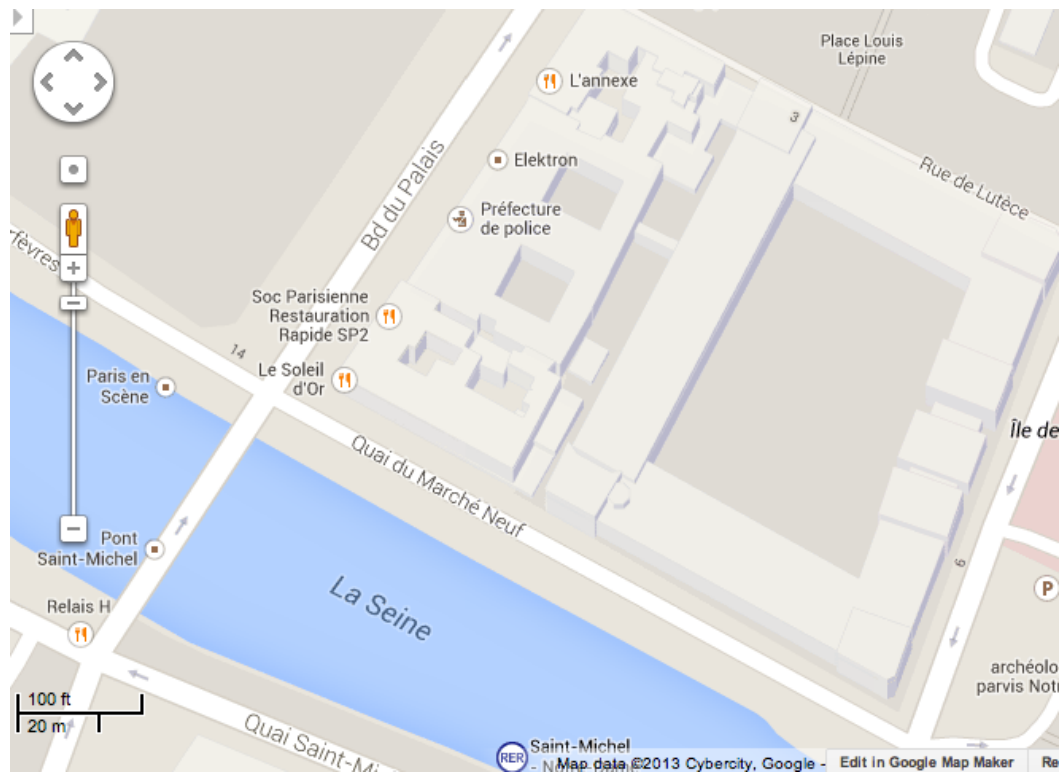 Place Louis
Lépine
L'annexe
3
Elektron
Bd du Palais
Rue de Lutèce
Préfecture
de police
fèvres
Soc Parisienne
Restauration
Rapide SP2
14
Le Soleil
d'Or
Paris en
Scène
Île de
Quai du Marché Neuf
Pont
Saint-Michel
9
P
La Seine
Relais H
archéolo
parvis Notr
100 ft
20 m
Quai Saint-Mi
RER
Saint-Michel
Map data ©2013 Cybercity, Google -
Edit in Google Map Maker